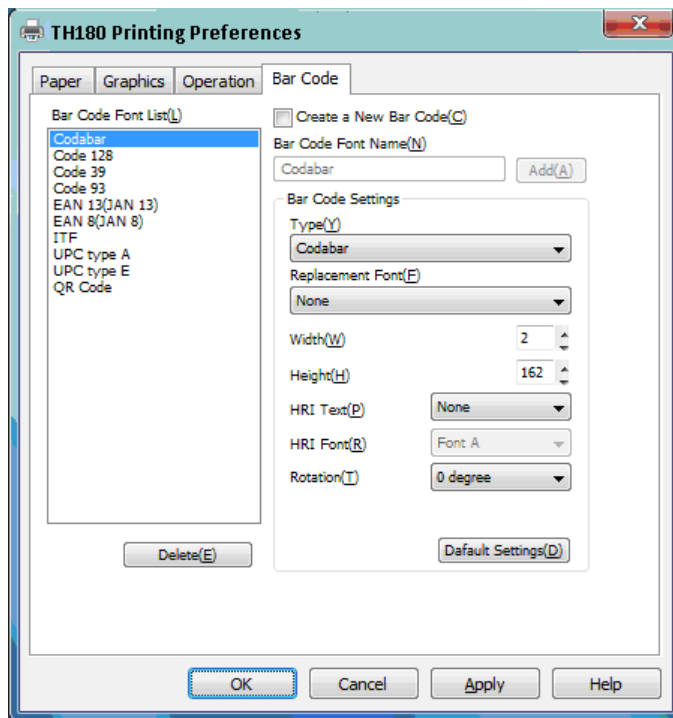 TH180 Printing Preferences
Paper Graphics Operation Bar Code
Bar Code Font List(L)
Codabar
Code 128
Code 39
Code 93
EAN 13(JAN 13)
EAN 8(JAN 8)
ITF
UPC type A
UPC type E
QR Code
Delete(E)
Create a New Bar Code(C)
Bar Code Font Name(N)
Codabar Add(A)
Bar Code Settings
Type(Y)
Codabar
Replacement Font(F)
None
Width(W) 2
Height(H) 162
HRI Text(P) None
HRI Font(R) Font A
Rotation(T) 0 degree
Dafault Settings(D)
OK Cancel Apply Help